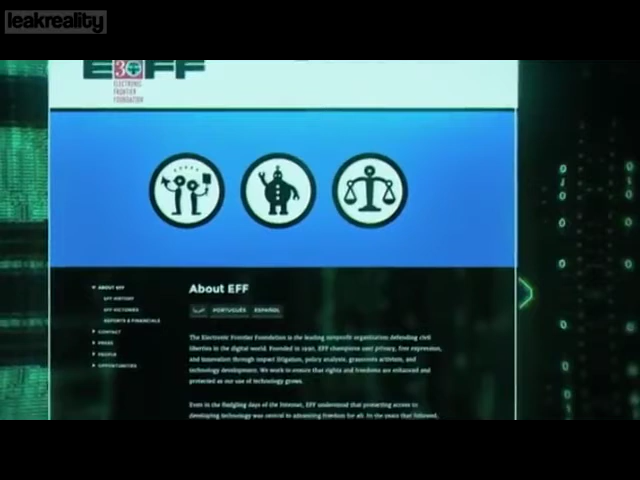 leakreality
EFF
30
ELECTRONIC
FRONTIER
FOUNDATION
ABOUT EFF
EFF HISTORY
EFF VICTORIES
REPORTS & FINANCIALS
CONTACT
PRESS
PEOPLE
OPPORTUNITIES
About EFF
PORTUGUÊS ESPAÑOL
The Electronic Frontier Foundation is the leading nonprofit organization defending civil
liberties in the digital world. Founded in 1990, EFF champions user privacy, free expression,
and innovation through impact litigation, policy analysis, grassroots activism, and
technology development. We work to ensure that rights and freedoms are enhanced and
protected as our use of technology grows.
Even in the fledgling days of the Internet, EFF understood that protecting access to
developing technology was central to advancing freedom for all. In the years that followed,